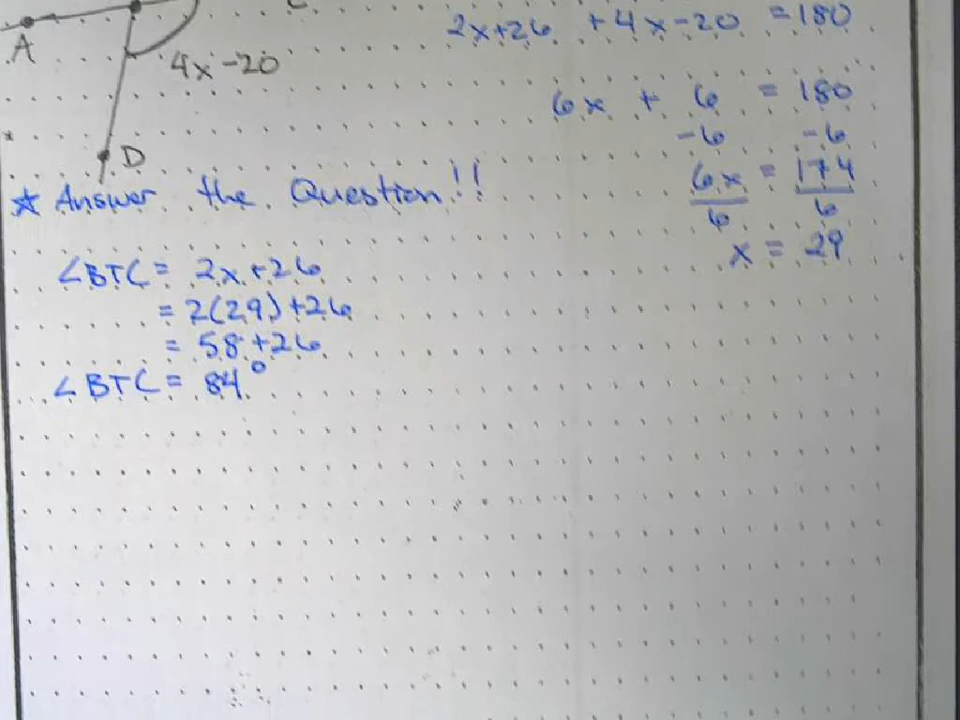 2x+26 +4x-20 =180
A
4x-20
6x + 6 = 180
-6 -6
D
6x = 174
6 6
★ Answer the Question!!
x = 29
∠BTC = 2x+26
= 2(29)+26
= 58+26
∠BTC = 84°